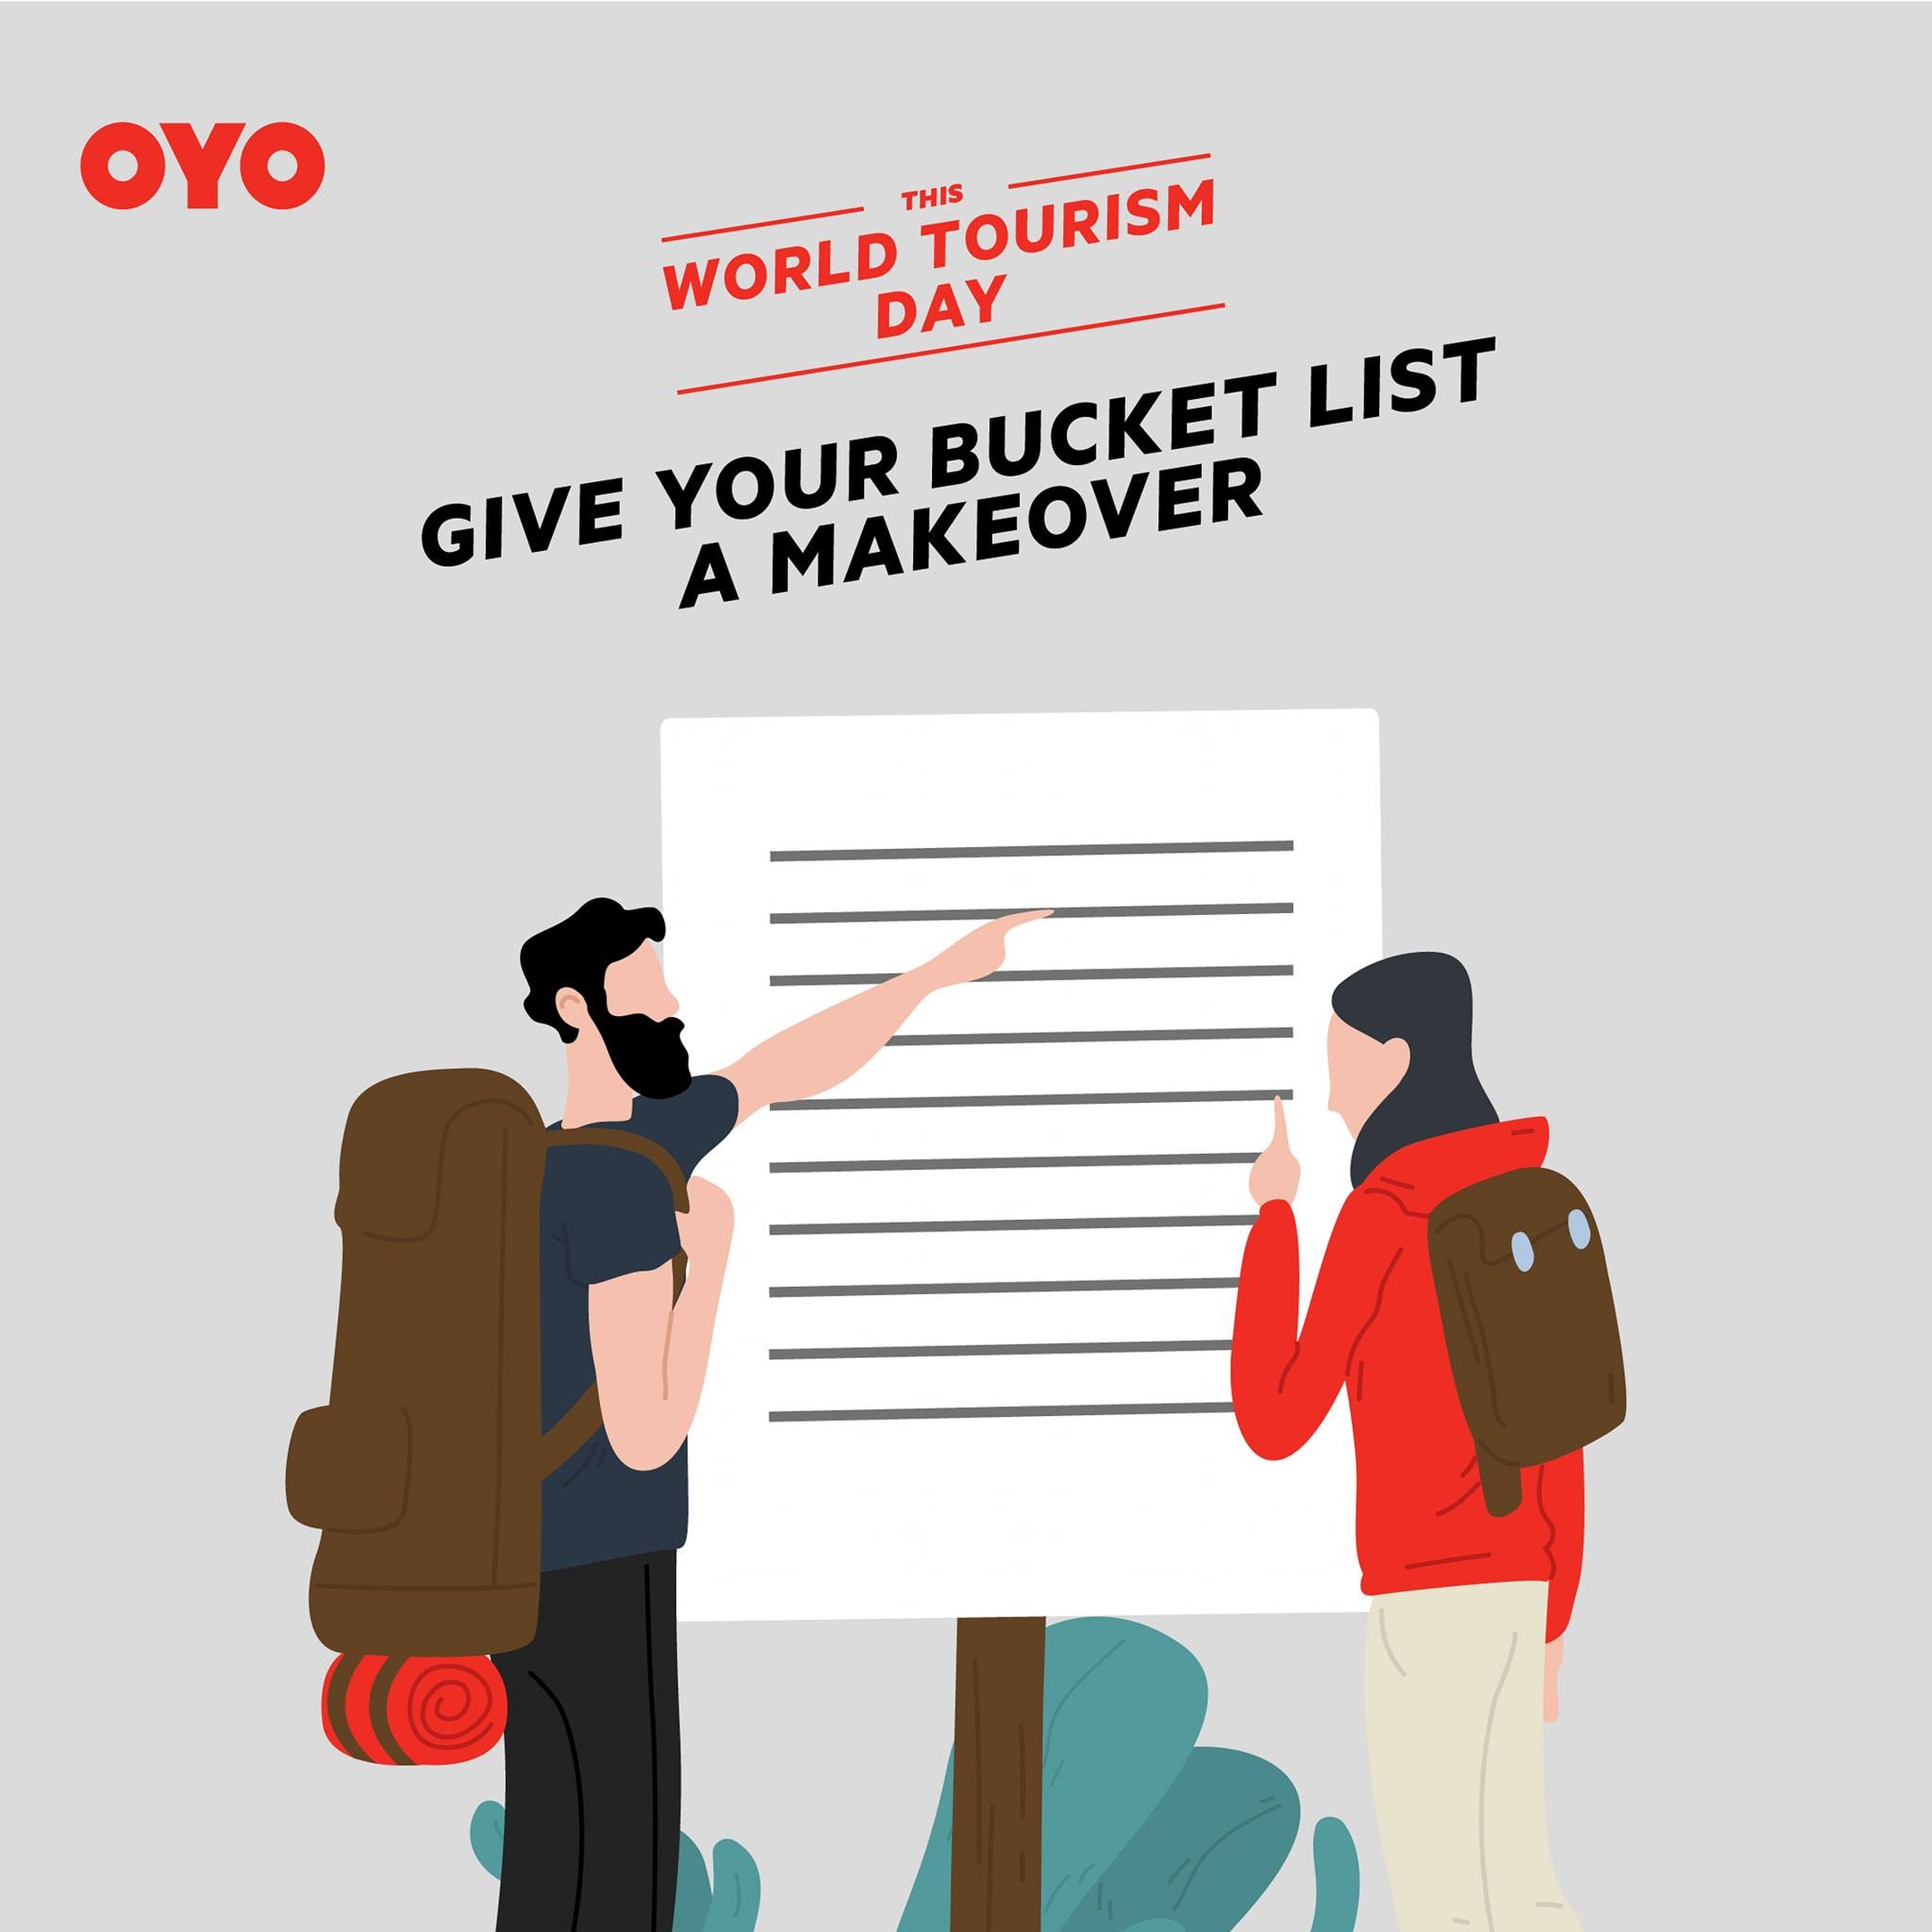 OYO
THIS
WORLD TOURISM
DAY
GIVE YOUR BUCKET LIST
A MAKEOVER